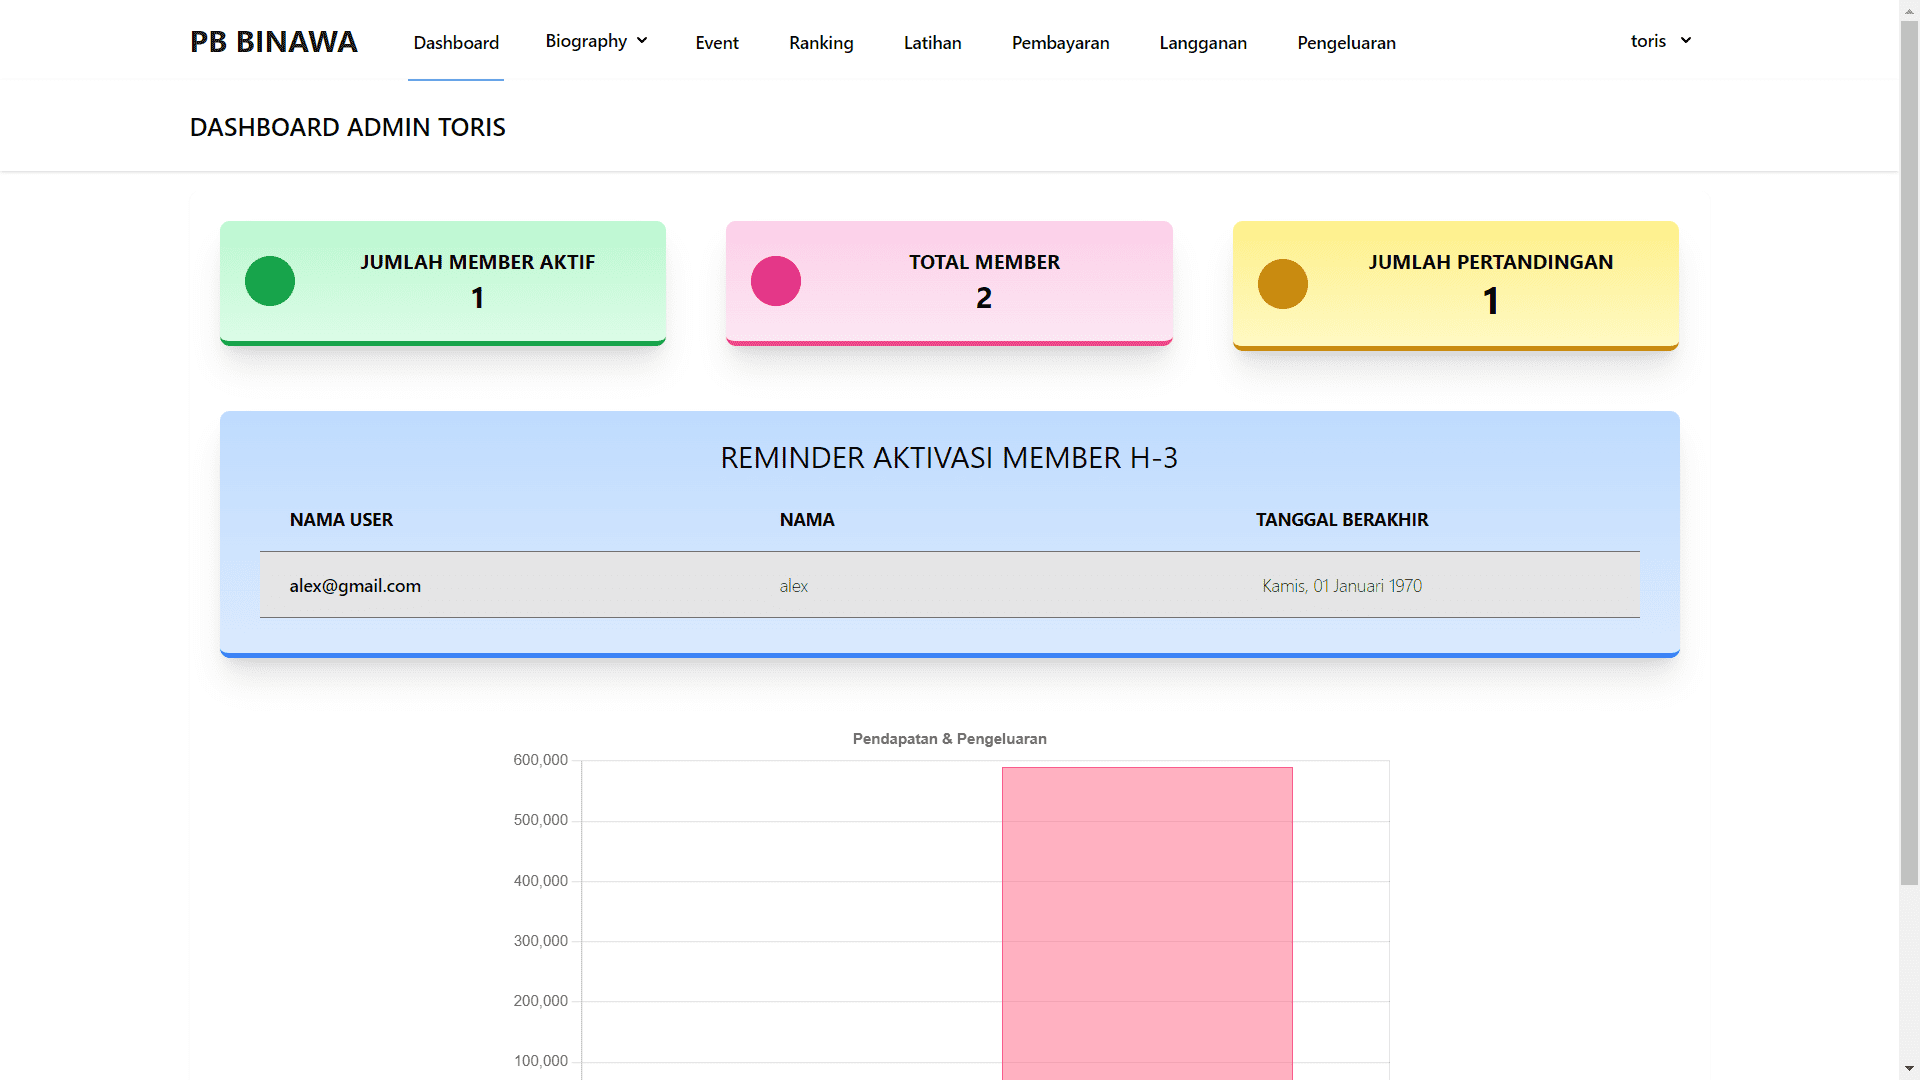 PB BINAWA Dashboard Biography Event Ranking Latihan Pembayaran Langganan Pengeluaran toris
DASHBOARD ADMIN TORIS
JUMLAH MEMBER AKTIF
1
TOTAL MEMBER
2
JUMLAH PERTANDINGAN
1
REMINDER AKTIVASI MEMBER H-3
NAMA USER NAMA TANGGAL BERAKHIR
alex@gmail.com alex Kamis, 01 Januari 1970
Pendapatan & Pengeluaran
600,000
500,000
400,000
300,000
200,000
100,000